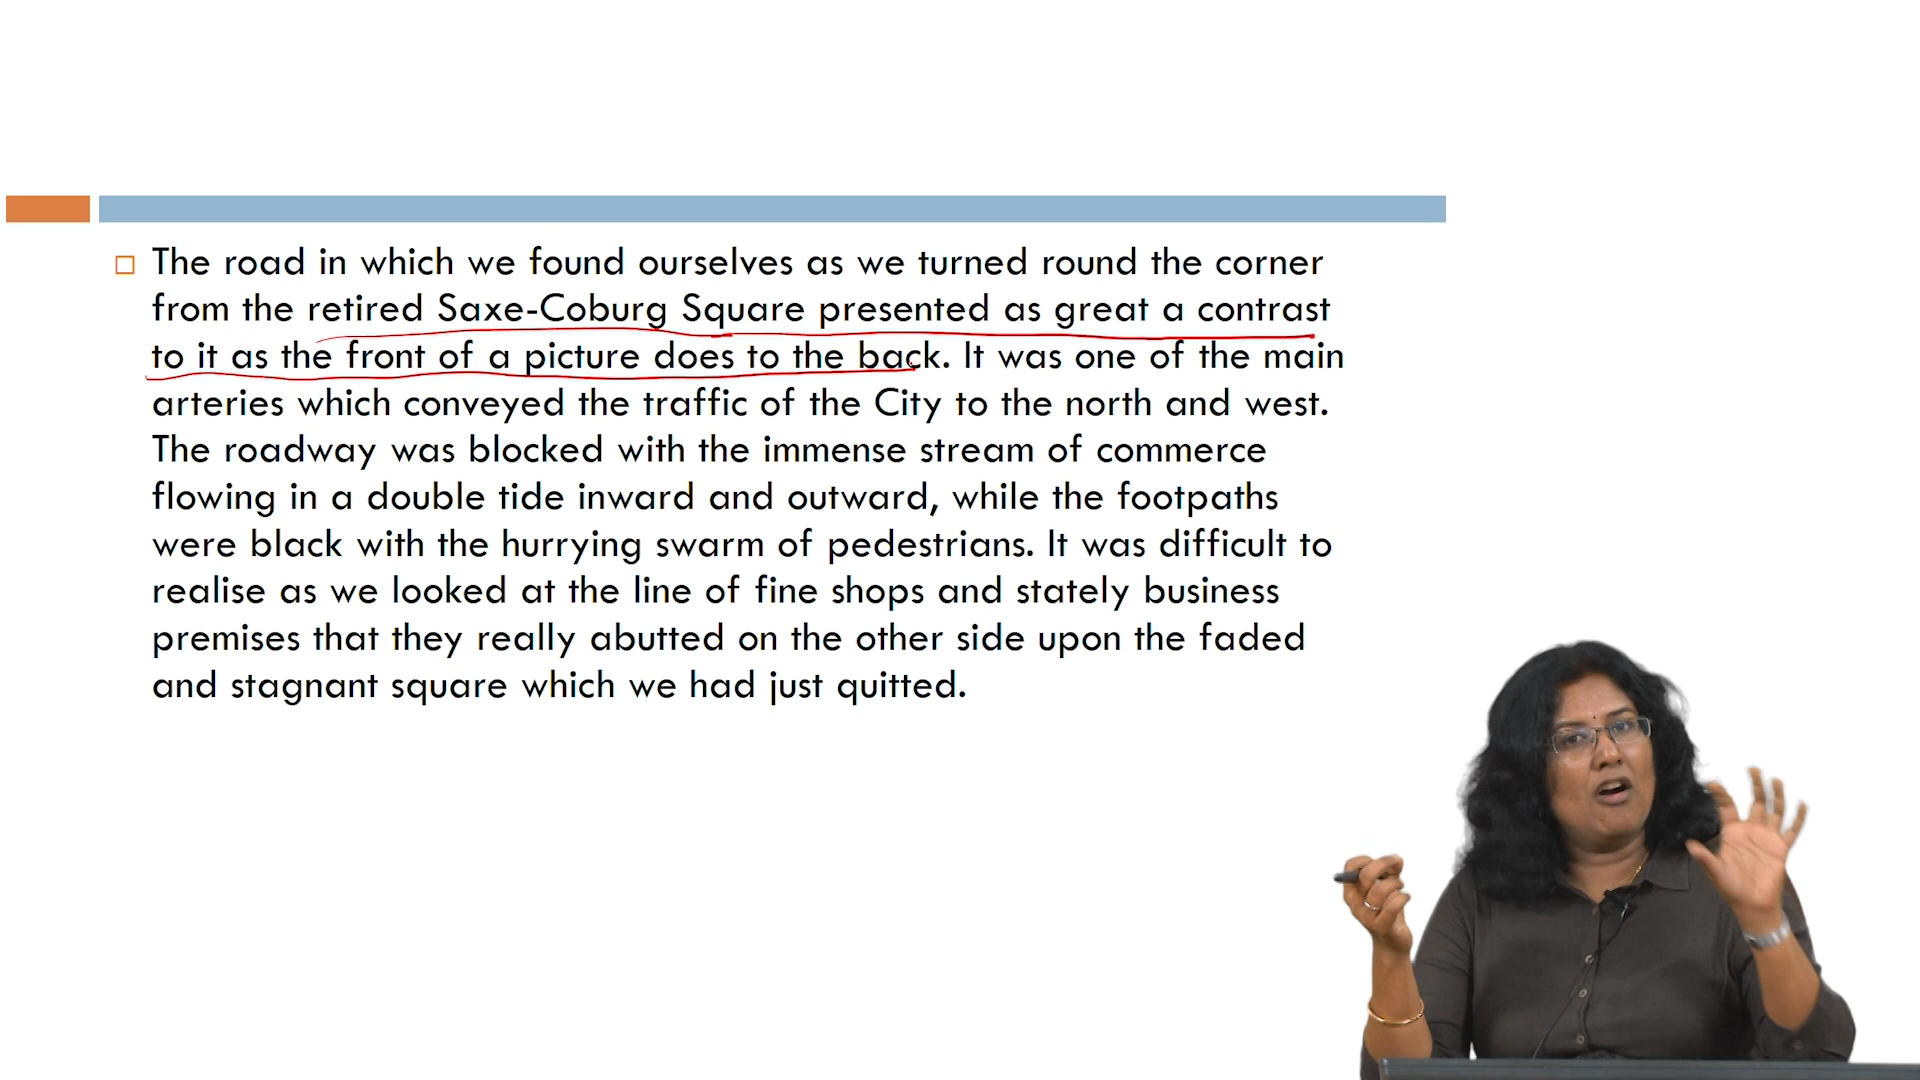 The road in which we found ourselves as we turned round the corner
from the retired Saxe-Coburg Square presented as great a contrast
to it as the front of a picture does to the back. It was one of the main
arteries which conveyed the traffic of the City to the north and west.
The roadway was blocked with the immense stream of commerce
flowing in a double tide inward and outward, while the footpaths
were black with the hurrying swarm of pedestrians. It was difficult to
realise as we looked at the line of fine shops and stately business
premises that they really abutted on the other side upon the faded
and stagnant square which we had just quitted.